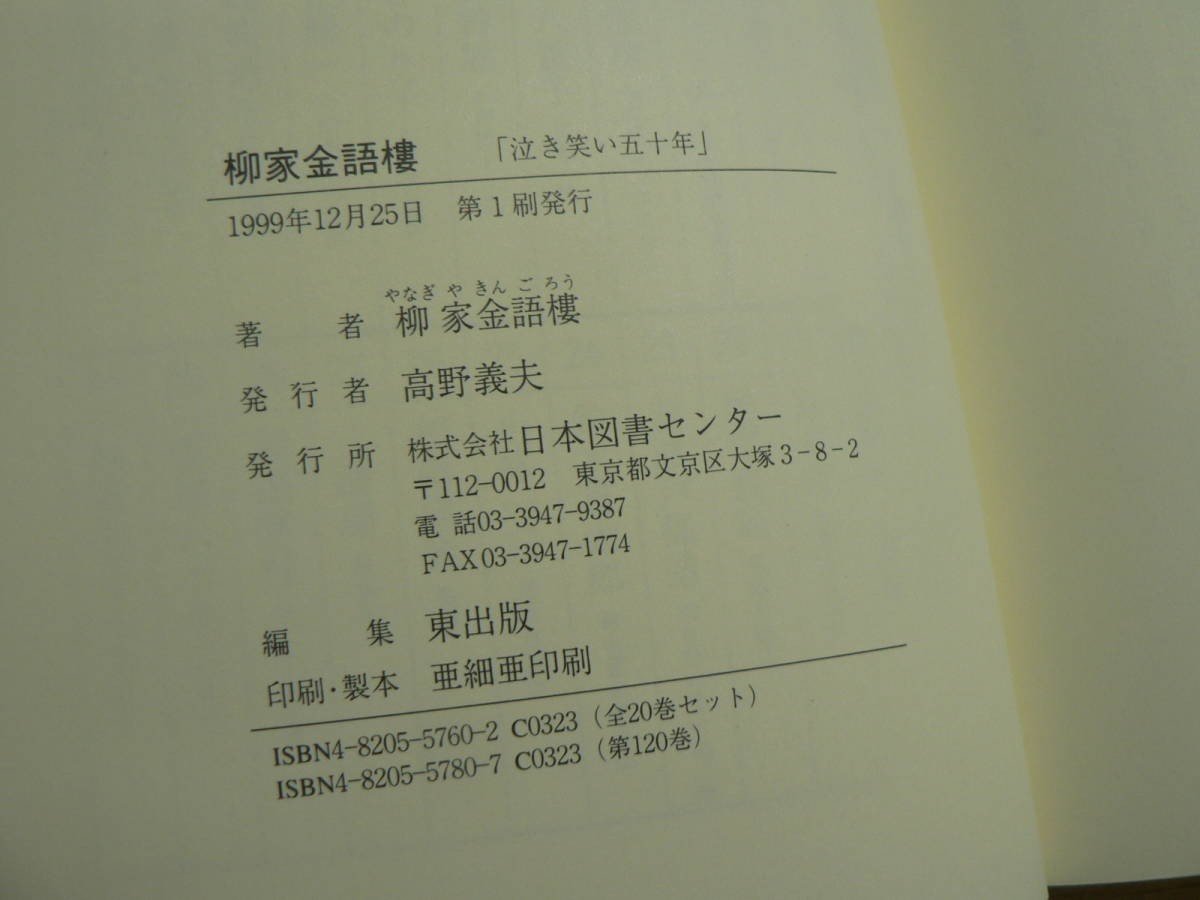 柳家金語樓 「泣き笑い五十年」
1999年12月25日 第1刷発行
やなぎ や きん ご ろう
著者 柳家金語樓
発行者 高野義夫
発行所 株式会社日本図書センター
〒112-0012 東京都文京区大塚3-8-2
電話03-3947-9387
FAX03-3947-1774
編集 東出版
印刷・製本 亜細亜印刷
ISBN4-8205-5760-2 C0323（全20巻セット）
ISBN4-8205-5780-7 C0323（第120巻）